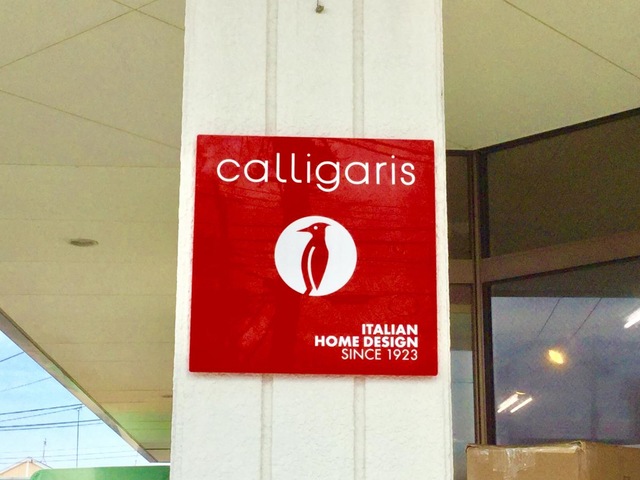 calligaris
ITALIAN
HOME DESIGN
SINCE 1923